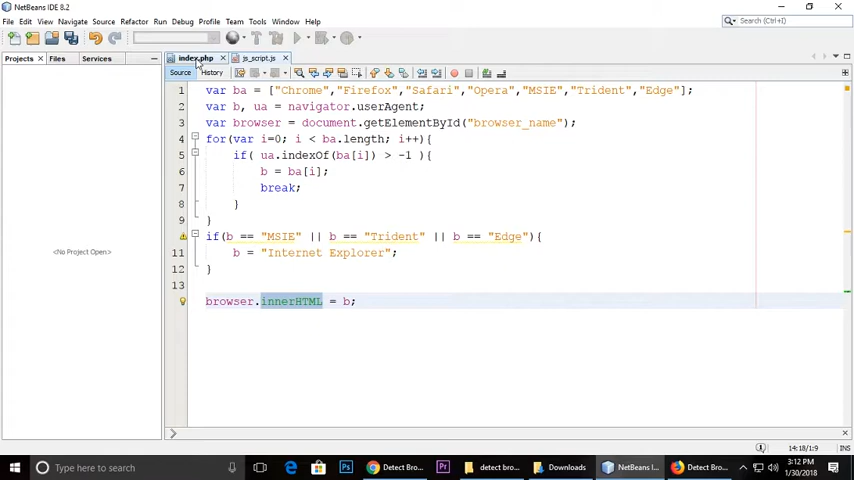 NetBeans IDE 8.2
File Edit View Navigate Source Refactor Run Debug Profile Team Tools Window Help
Search (Ctrl+I)
Projects Files Services
index.php js_script.js
Source History
<No Project Open>
1 var ba = ["Chrome","Firefox","Safari","Opera","MSIE","Trident","Edge"];
2 var b, ua = navigator.userAgent;
3 var browser = document.getElementById("browser_name");
4 for(var i=0; i < ba.length; i++){
5 if( ua.indexOf(ba[i]) > -1 ){
6 b = ba[i];
7 break;
8 }
9 }
if(b == "MSIE" || b == "Trident" || b == "Edge"){
11 b = "Internet Explorer";
12 }
13
browser.innerHTML = b;
14:18/1:9 INS
Type here to search
Ps
Detect Bro...
Pr
detect bro...
Downloads
NetBeans I...
Detect Bro...
3:12 PM
1/30/2018